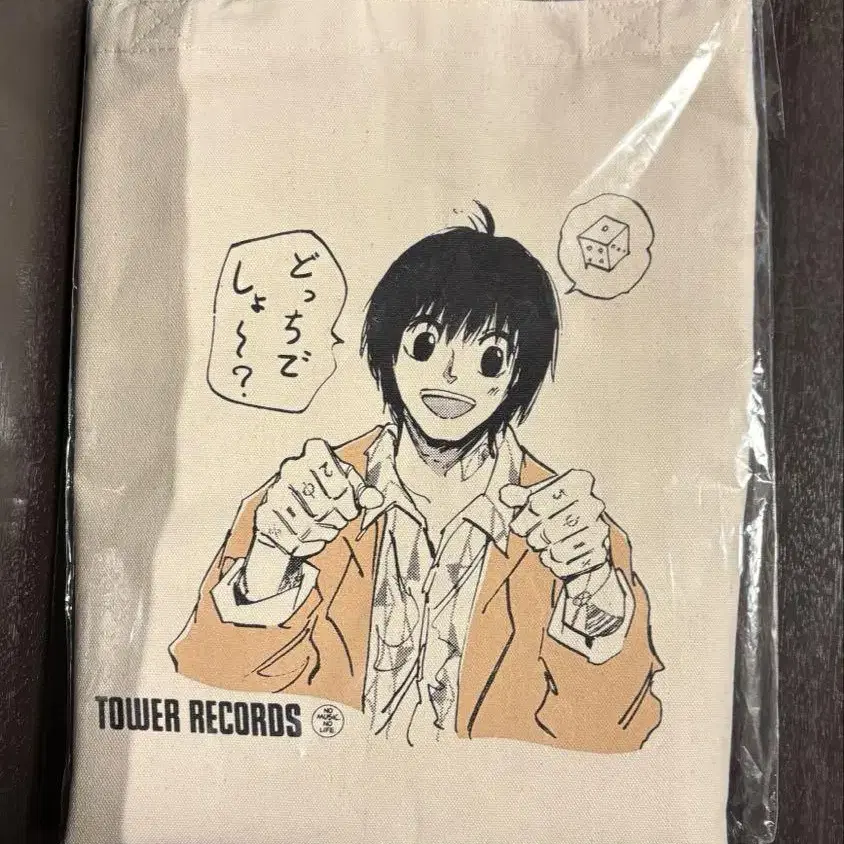 どっちで
しょ～？
TOWER RECORDS
NO
MUSIC,
NO
LIFE.